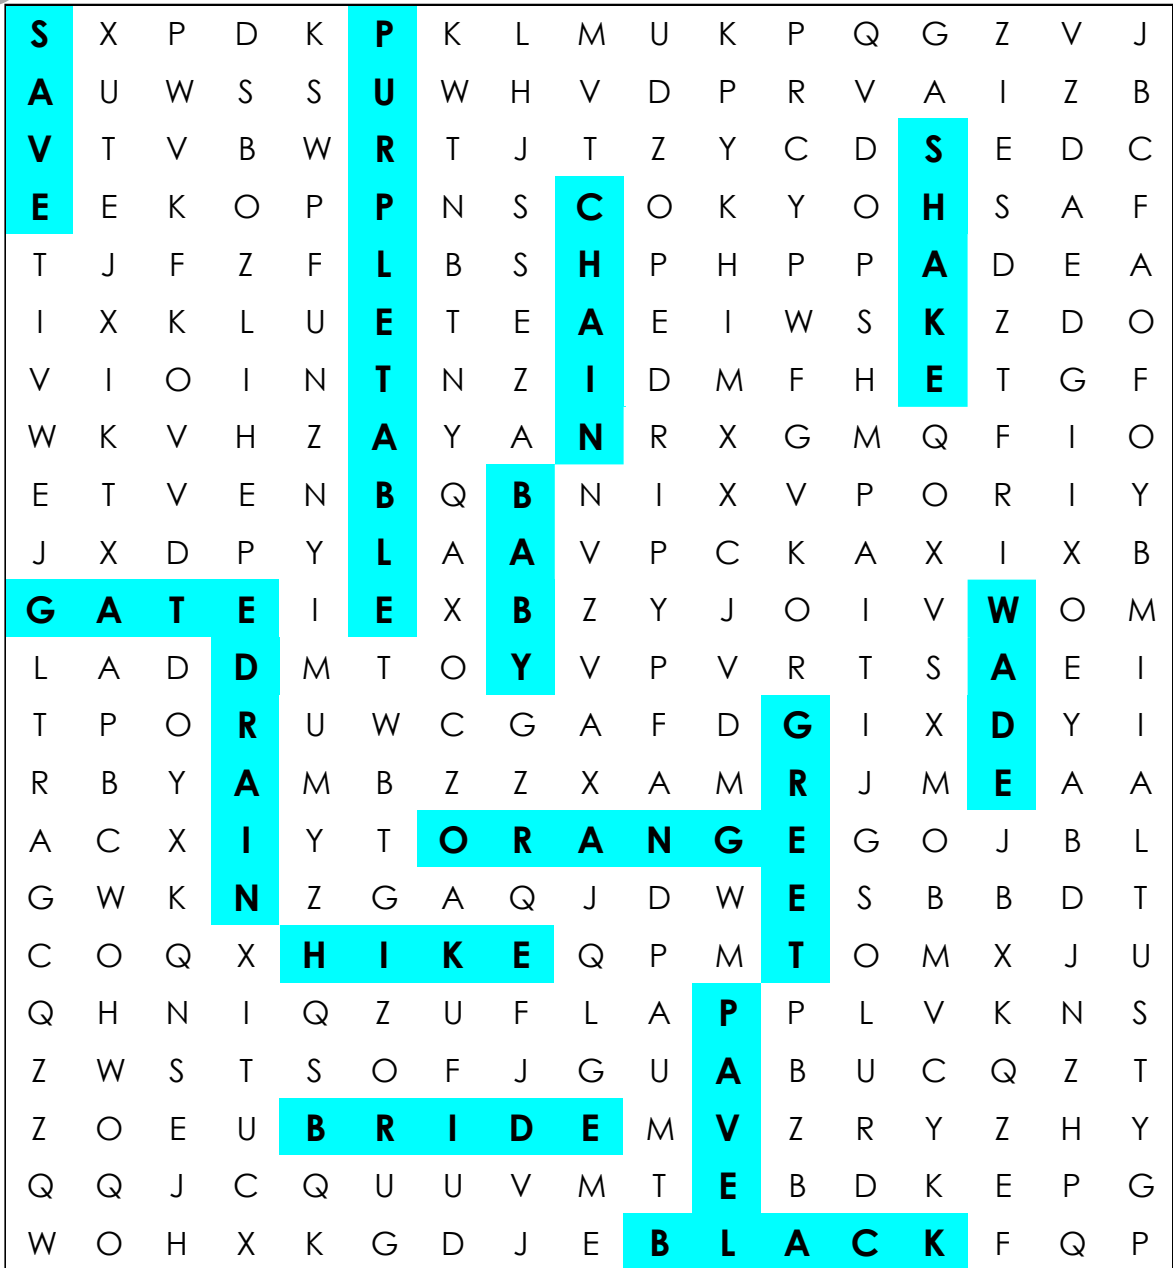 S X P D K P K L M U K P Q G Z V J
A U W S S U W H V D P R V A I Z B
V T V B W R T J T Z Y C D S E D C
E E K O P P N S C O K Y O H S A F
T J F Z F L B S H P H P P A D E A
I X K L U E T E A E I W S K Z D O
V I O I N T N Z I D M F H E T G F
W K V H Z A Y A N R X G M Q F I O
E T V E N B Q B N I X V P O R I Y
J X D P Y L A A V P C K A X I X B
G A T E I E X B Z Y J O I V W O M
L A D D M T O Y V P V R T S A E I
T P O R U W C G A F D G I X D Y I
R B Y A M B Z Z X A M R J M E A A
A C X I Y T O R A N G E G O J B L
G W K N Z G A Q J D W E S B B D T
C O Q X H I K E Q P M T O M X J U
Q H N I Q Z U F L A P P L V K N S
Z W S T S O F J G U A B U C Q Z T
Z O E U B R I D E M V Z R Y Z H Y
Q Q J C Q U U V M T E B D K E P G
W O H X K G D J E B L A C K F Q P